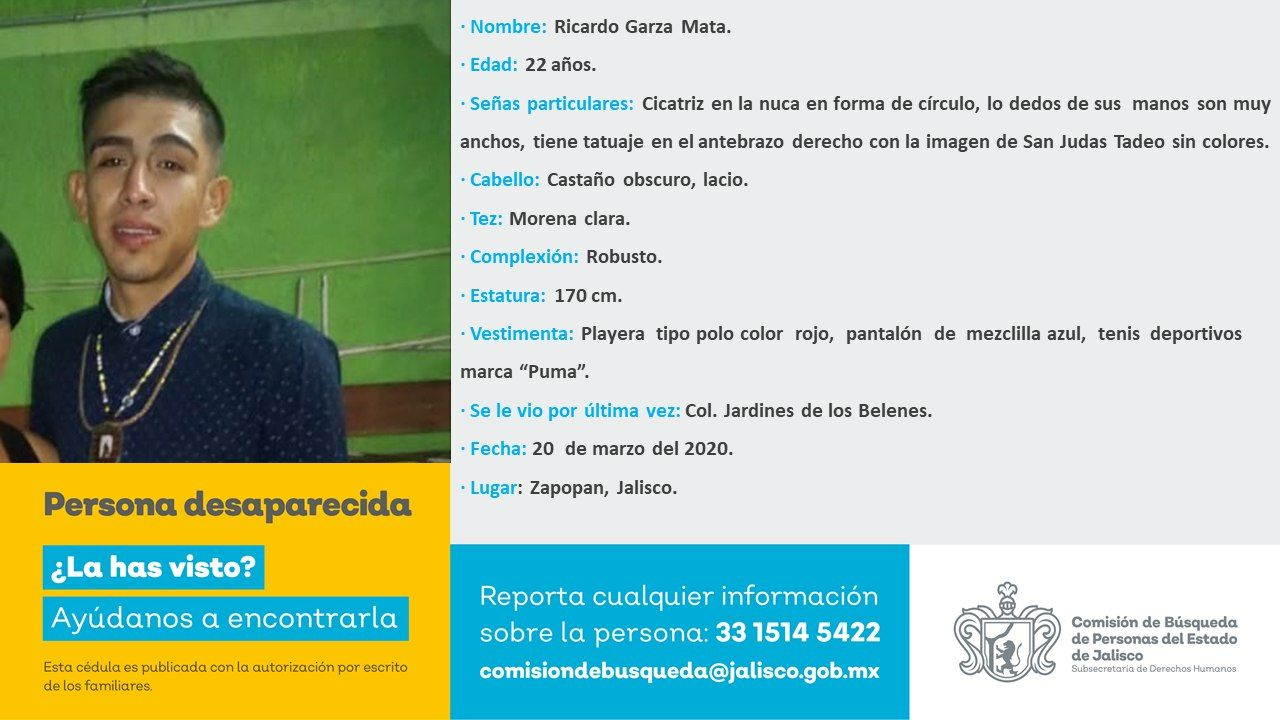 · Nombre: Ricardo Garza Mata.
· Edad: 22 años.
· Señas particulares: Cicatriz en la nuca en forma de círculo, lo dedos de sus manos son muy
anchos, tiene tatuaje en el antebrazo derecho con la imagen de San Judas Tadeo sin colores.
· Cabello: Castaño obscuro, lacio.
· Tez: Morena clara.
· Complexión: Robusto.
· Estatura: 170 cm.
· Vestimenta: Playera tipo polo color rojo, pantalón de mezclilla azul, tenis deportivos
marca “Puma”.
· Se le vio por última vez: Col. Jardines de los Belenes.
· Fecha: 20 de marzo del 2020.
· Lugar: Zapopan, Jalisco.
Persona desaparecida
¿La has visto?
Ayúdanos a encontrarla
Esta cédula es publicada con la autorización por escrito
de los familiares.
Reporta cualquier información
sobre la persona: 33 1514 5422
comisiondebusqueda@jalisco.gob.mx
Comisión de Búsqueda
de Personas del Estado
de Jalisco
Subsecretaría de Derechos Humanos